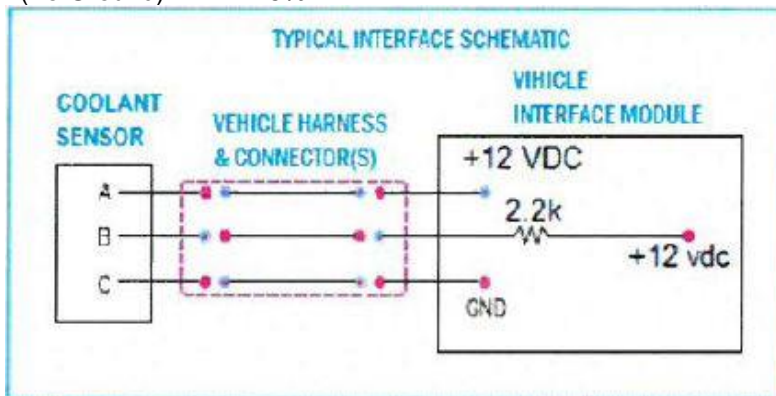 TYPICAL INTERFACE SCHEMATIC
COOLANT
SENSOR
VEHICLE HARNESS
& CONNECTOR(S)
VIHICLE
INTERFACE MODULE
A
B
C
+12 VDC
2.2k
+12 vdc
GND